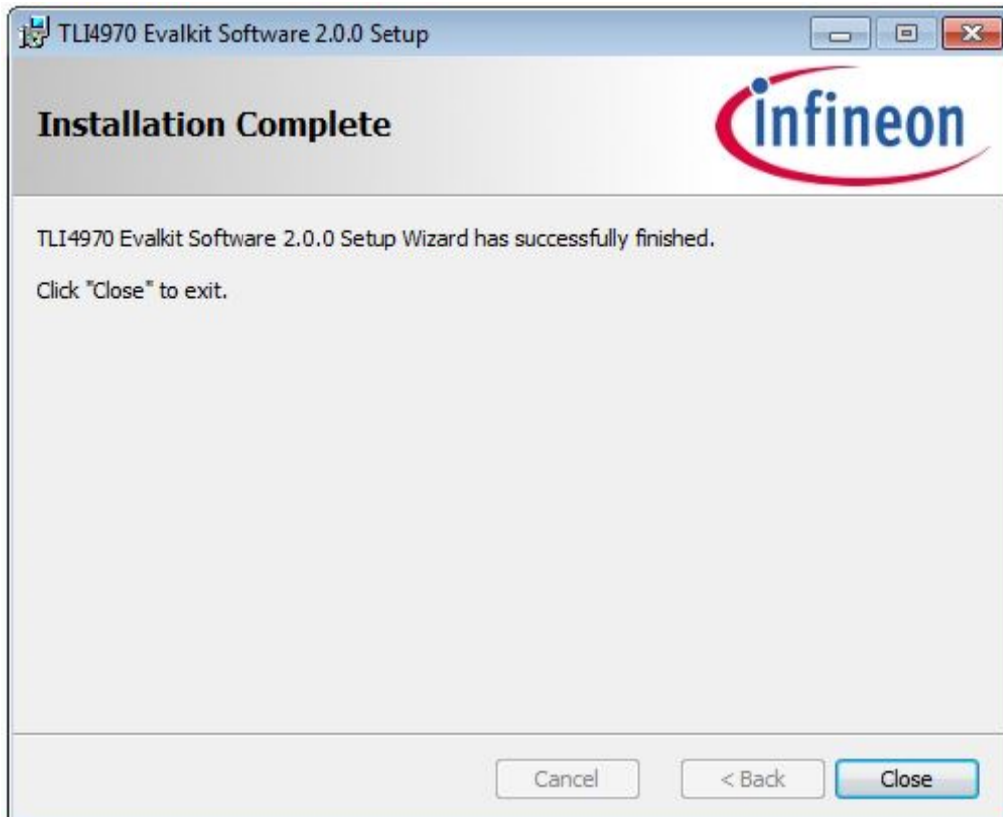 TLI4970 Evalkit Software 2.0.0 Setup
Installation Complete
infineon
TLI4970 Evalkit Software 2.0.0 Setup Wizard has successfully finished.
Click "Close" to exit.
Cancel
< Back
Close